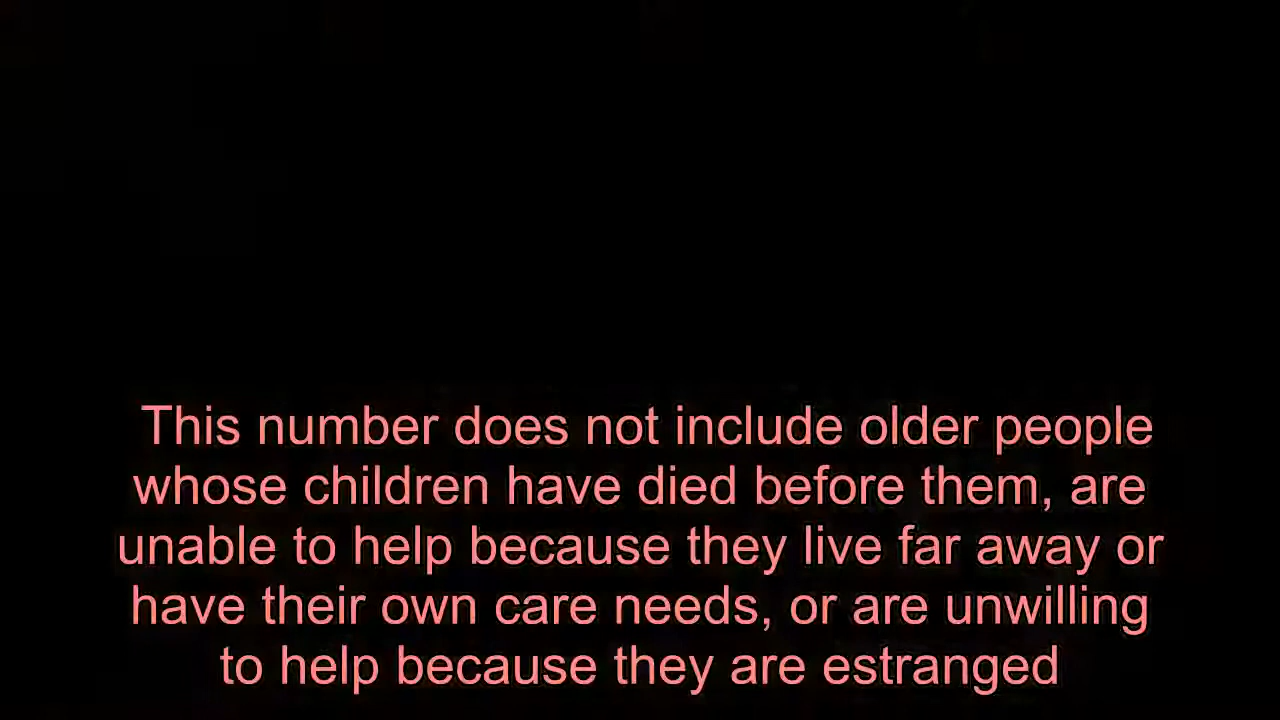 This number does not include older people
whose children have died before them, are
unable to help because they live far away or
have their own care needs, or are unwilling
to help because they are estranged